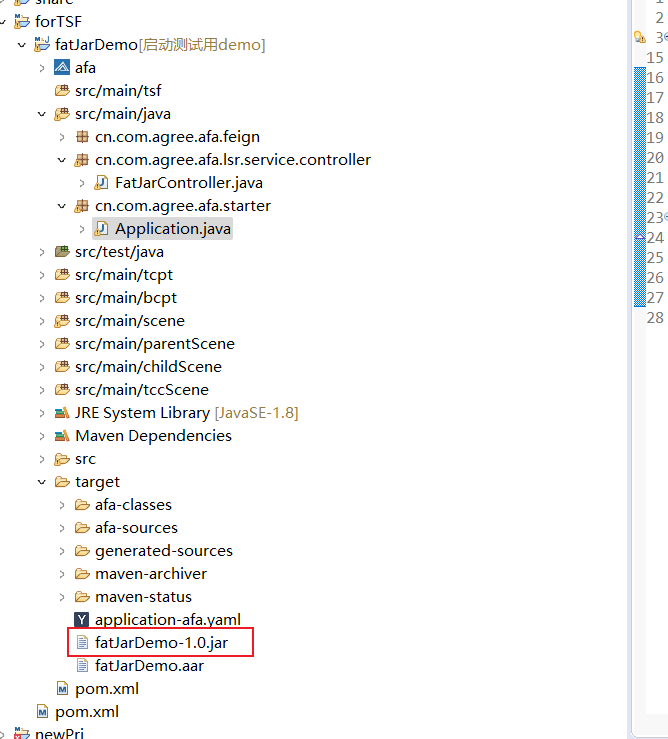 share
forTSF
fatJarDemo[启动测试用demo]
afa
src/main/tsf
src/main/java
cn.com.agree.afa.feign
cn.com.agree.afa.lsr.service.controller
FatJarController.java
cn.com.agree.afa.starter
Application.java
src/test/java
src/main/tcpt
src/main/bcpt
src/main/scene
src/main/parentScene
src/main/childScene
src/main/tccScene
JRE System Library [JavaSE-1.8]
Maven Dependencies
src
target
afa-classes
afa-sources
generated-sources
maven-archiver
maven-status
application-afa.yaml
fatJarDemo-1.0.jar
fatJarDemo.aar
pom.xml
pom.xml
newPri
2
3
15
16
17
18
19
20
21
22
23
24
25
26
27
28